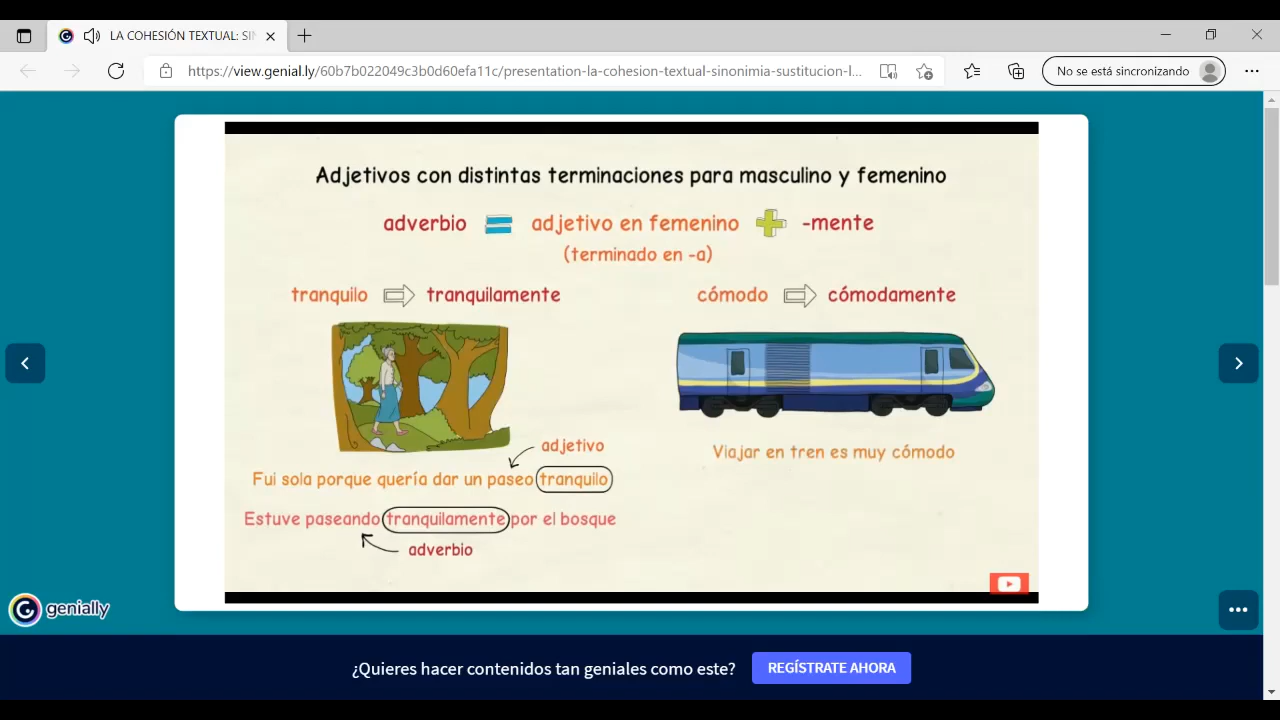 LA COHESIÓN TEXTUAL: SIN
https://view.genial.ly/60b7b022049c3b0d60efa11c/presentation-la-cohesion-textual-sinonimia-sustitucion-l...
No se está sincronizando
Adjetivos con distintas terminaciones para masculino y femenino
adverbio = adjetivo en femenino + -mente
(terminado en -a)
tranquilo ⇨ tranquilamente
cómodo ⇨ cómodamente
adjetivo
Fui sola porque quería dar un paseo tranquilo
Estuve paseando tranquilamente por el bosque
adverbio
Viajar en tren es muy cómodo
genially
¿Quieres hacer contenidos tan geniales como este?
REGÍSTRATE AHORA